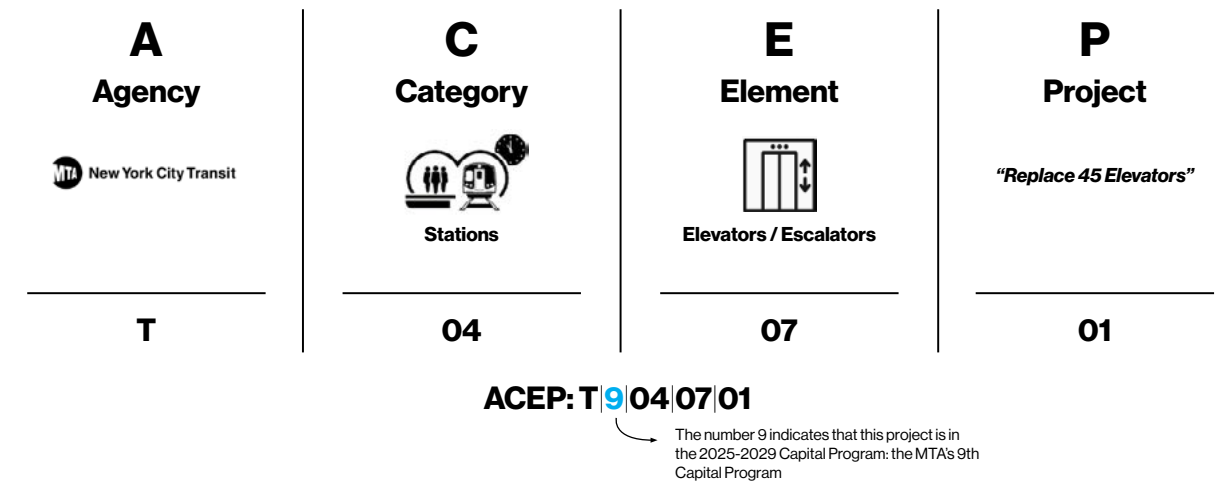 A
Agency
MTA New York City Transit
T
C
Category
Stations
04
E
Element
Elevators / Escalators
07
P
Project
“Replace 45 Elevators”
01
ACEP: T|9|04|07|01
The number 9 indicates that this project is in
the 2025-2029 Capital Program: the MTA’s 9th
Capital Program